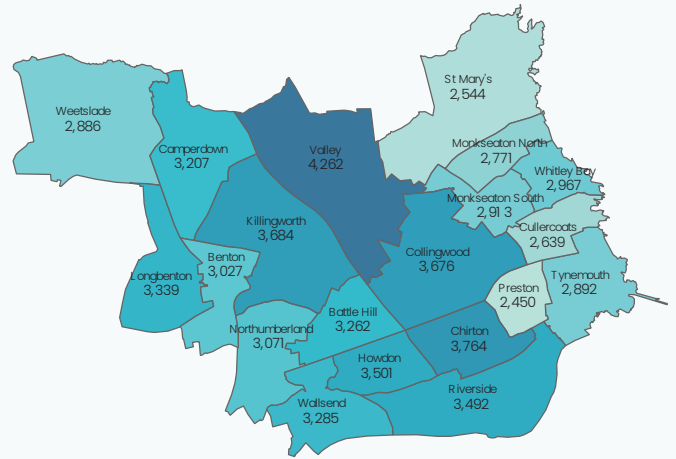 St Mary's
2,544
Weetslade
2,886
Camperdown
3,207
Valley
4,262
Monkseaton North
2,771
Whitley Bay
2,967
Monkseaton South
2,913
Killingworth
3,684
Cullercoats
2,639
Collingwood
3,676
Benton
3,027
Longbenton
3,339
Tynemouth
2,892
Preston
2,450
Battle Hill
3,262
Northumberland
3,071
Chirton
3,764
Howdon
3,501
Riverside
3,492
Wallsend
3,285